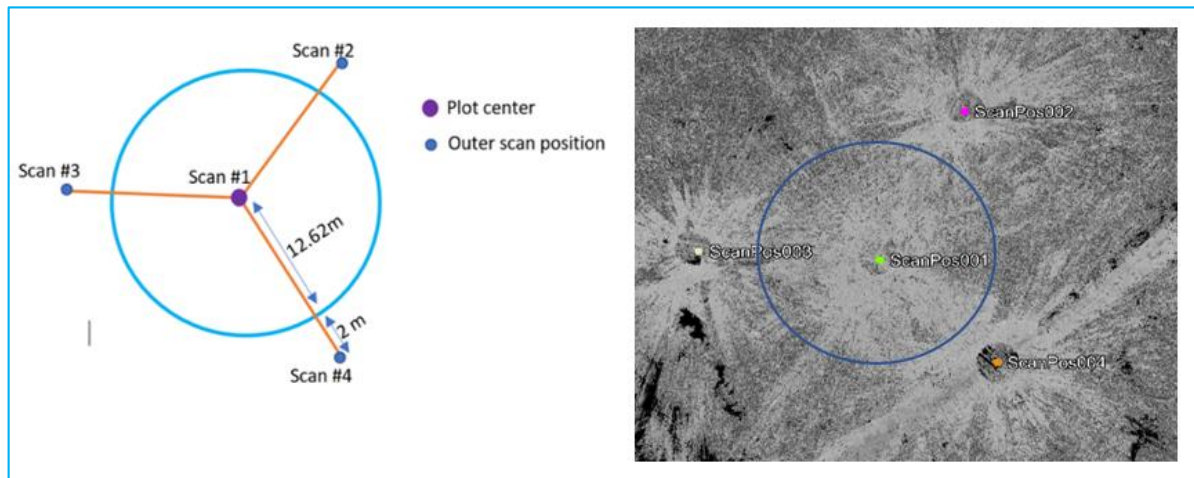 Scan #2
Plot center
Outer scan position
Scan #3
Scan #1
12.62m
2 m
Scan #4
ScanPos002
ScanPos003
ScanPos001
ScanPos004